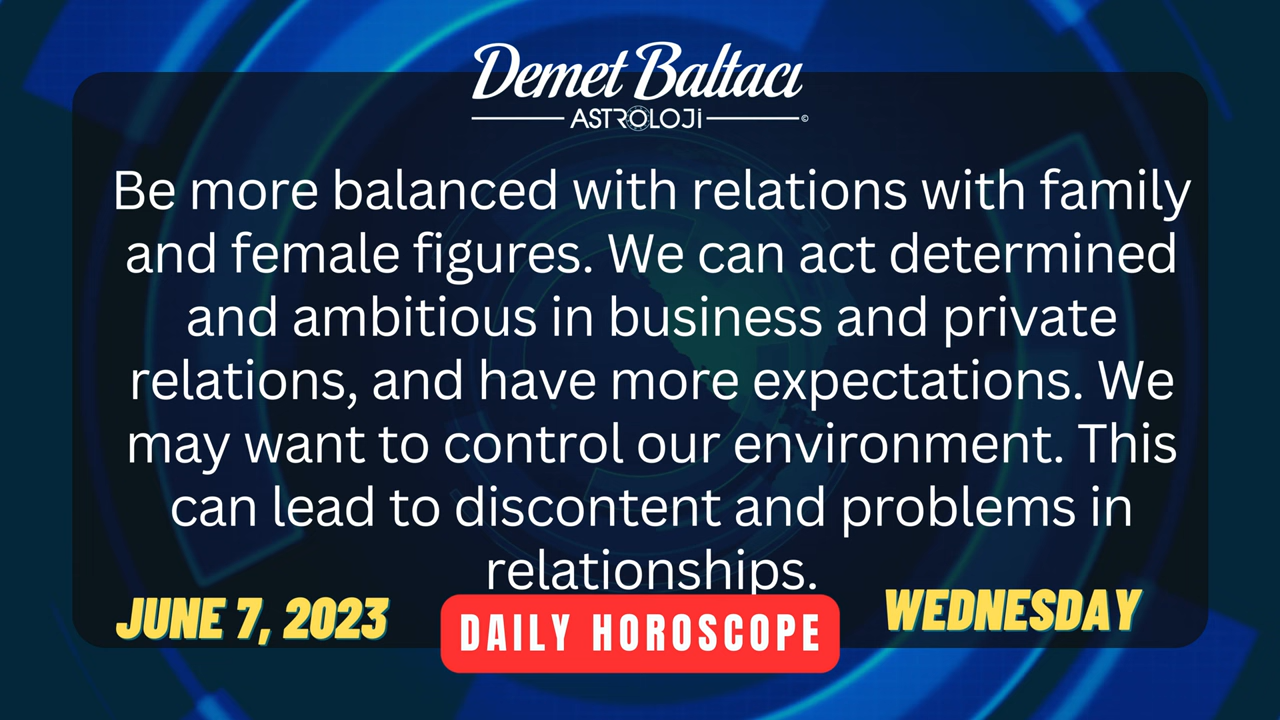 Demet Baltacı
ASTROLOJi ©
Be more balanced with relations with family
and female figures. We can act determined
and ambitious in business and private
relations, and have more expectations. We
may want to control our environment. This
can lead to discontent and problems in
relationships.
JUNE 7, 2023
DAILY HOROSCOPE
WEDNESDAY